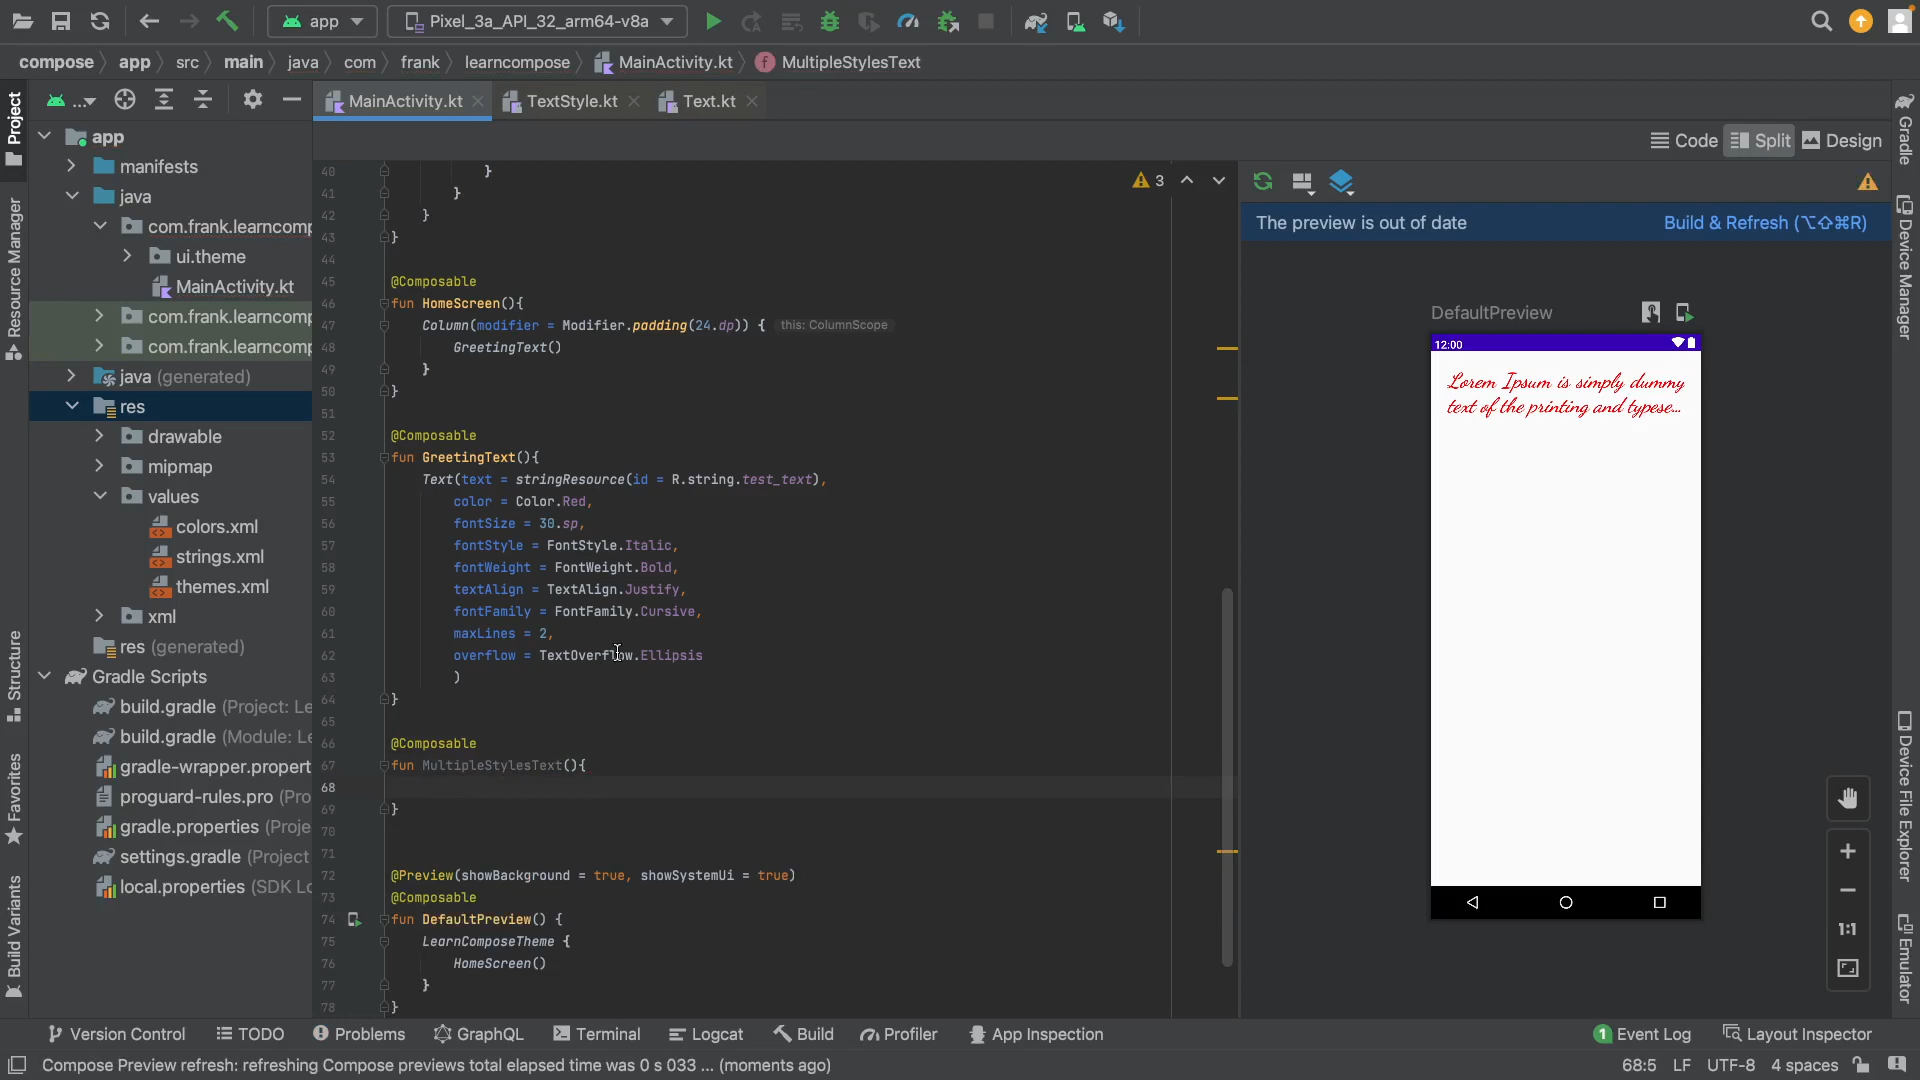 app
Pixel_3a_API_32_arm64-v8a
compose
app
src
main
java
com
frank
learncompose
MainActivity.kt
MultipleStylesText
...
MainActivity.kt
TextStyle.kt
Text.kt
Code
Split
Design
Project
Resource Manager
Structure
Favorites
Build Variants
app
manifests
java
com.frank.learncomp
ui.theme
MainActivity.kt
com.frank.learncomp
com.frank.learncomp
java (generated)
res
drawable
mipmap
values
colors.xml
strings.xml
themes.xml
xml
res (generated)
Gradle Scripts
build.gradle (Project: Le
build.gradle (Module: Le
gradle-wrapper.propert
proguard-rules.pro (Pro
gradle.properties (Proje
settings.gradle (Project
local.properties (SDK Lo
3
40 }
41 }
42 }
43 }
44
45 @Composable
46 fun HomeScreen(){
47 Column(modifier = Modifier.padding(24.dp)) { this: ColumnScope
48 GreetingText()
49 }
50 }
51
52 @Composable
53 fun GreetingText(){
54 Text(text = stringResource(id = R.string.test_text),
55 color = Color.Red,
56 fontSize = 30.sp,
57 fontStyle = FontStyle.Italic,
58 fontWeight = FontWeight.Bold,
59 textAlign = TextAlign.Justify,
60 fontFamily = FontFamily.Cursive,
61 maxLines = 2,
62 overflow = TextOverflow.Ellipsis
63 )
64 }
65
66 @Composable
67 fun MultipleStylesText(){
68
69 }
70
71
72 @Preview(showBackground = true, showSystemUi = true)
73 @Composable
74 fun DefaultPreview() {
75 LearnComposeTheme {
76 HomeScreen()
77 }
78 }
The preview is out of date
Build & Refresh (⌥⇧⌘R)
DefaultPreview
12:00
Lorem Ipsum is simply dummy
text of the printing and typese...
1:1
Gradle
Device Manager
Device File Explorer
Emulator
Version Control
TODO
Problems
GraphQL
Terminal
Logcat
Build
Profiler
App Inspection
1 Event Log
Layout Inspector
Compose Preview refresh: refreshing Compose previews total elapsed time was 0 s 033 ... (moments ago)
68:5
LF
UTF-8
4 spaces